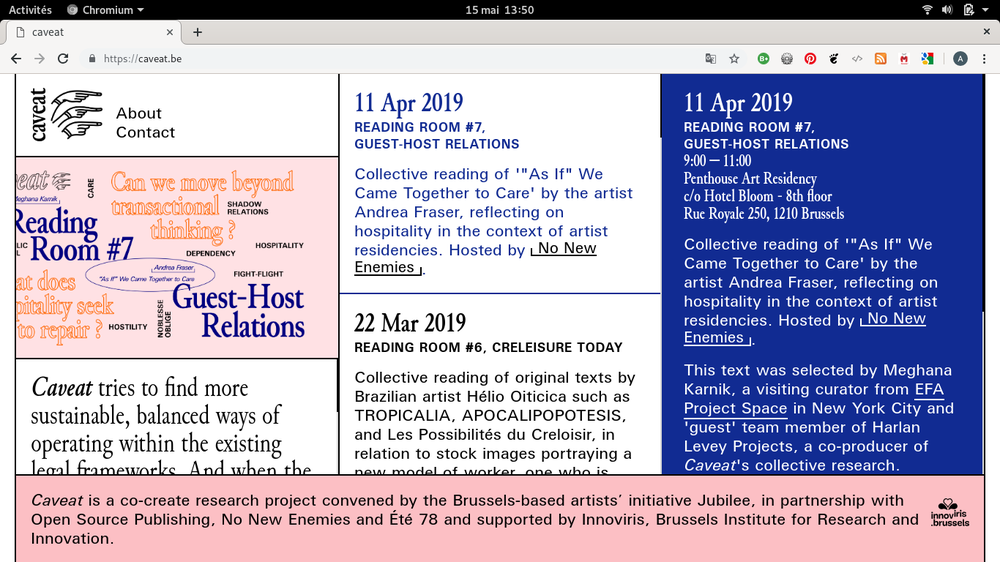 Activités
Chromium
15 mai 13:50
caveat
https://caveat.be
A
caveat
About
Contact
eat
Meghana Karnik,
Reading
Room #7
CARE
Can we move beyond
transactional
thinking ?
SHADOW
RELATIONS
HOSPITALITY
DEPENDENCY
Andrea Fraser,
"As If" We Came Together to Care
FIGHT-FLIGHT
at does
pitality seek
to repair ?
HOSTILITY
NOBLESSE
OBLIGE
Guest-Host
Relations
Caveat tries to find more
sustainable, balanced ways of
operating within the existing
legal frameworks. And when the
11 Apr 2019
READING ROOM #7,
GUEST-HOST RELATIONS
Collective reading of '"As If" We
Came Together to Care' by the artist
Andrea Fraser, reflecting on
hospitality in the context of artist
residencies. Hosted by No New
Enemies.
22 Mar 2019
READING ROOM #6, CRELEISURE TODAY
Collective reading of original texts by
Brazilian artist Hélio Oiticica such as
TROPICALIA, APOCALIPOPOTESIS,
and Les Possibilités du Creloisir, in
relation to stock images portraying a
new model of worker, one who is
11 Apr 2019
READING ROOM #7,
GUEST-HOST RELATIONS
9:00 — 11:00
Penthouse Art Residency
c/o Hotel Bloom - 8th floor
Rue Royale 250, 1210 Brussels
Collective reading of '"As If" We
Came Together to Care' by the
artist Andrea Fraser, reflecting on
hospitality in the context of artist
residencies. Hosted by No New
Enemies.
This text was selected by Meghana
Karnik, a visiting curator from EFA
Project Space in New York City and
'guest' team member of Harlan
Levey Projects, a co-producer of
Caveat's collective research.
Caveat is a co-create research project convened by the Brussels-based artists' initiative Jubilee, in partnership with
Open Source Publishing, No New Enemies and Été 78 and supported by Innoviris, Brussels Institute for Research and
Innovation.
innoviris
.brussels